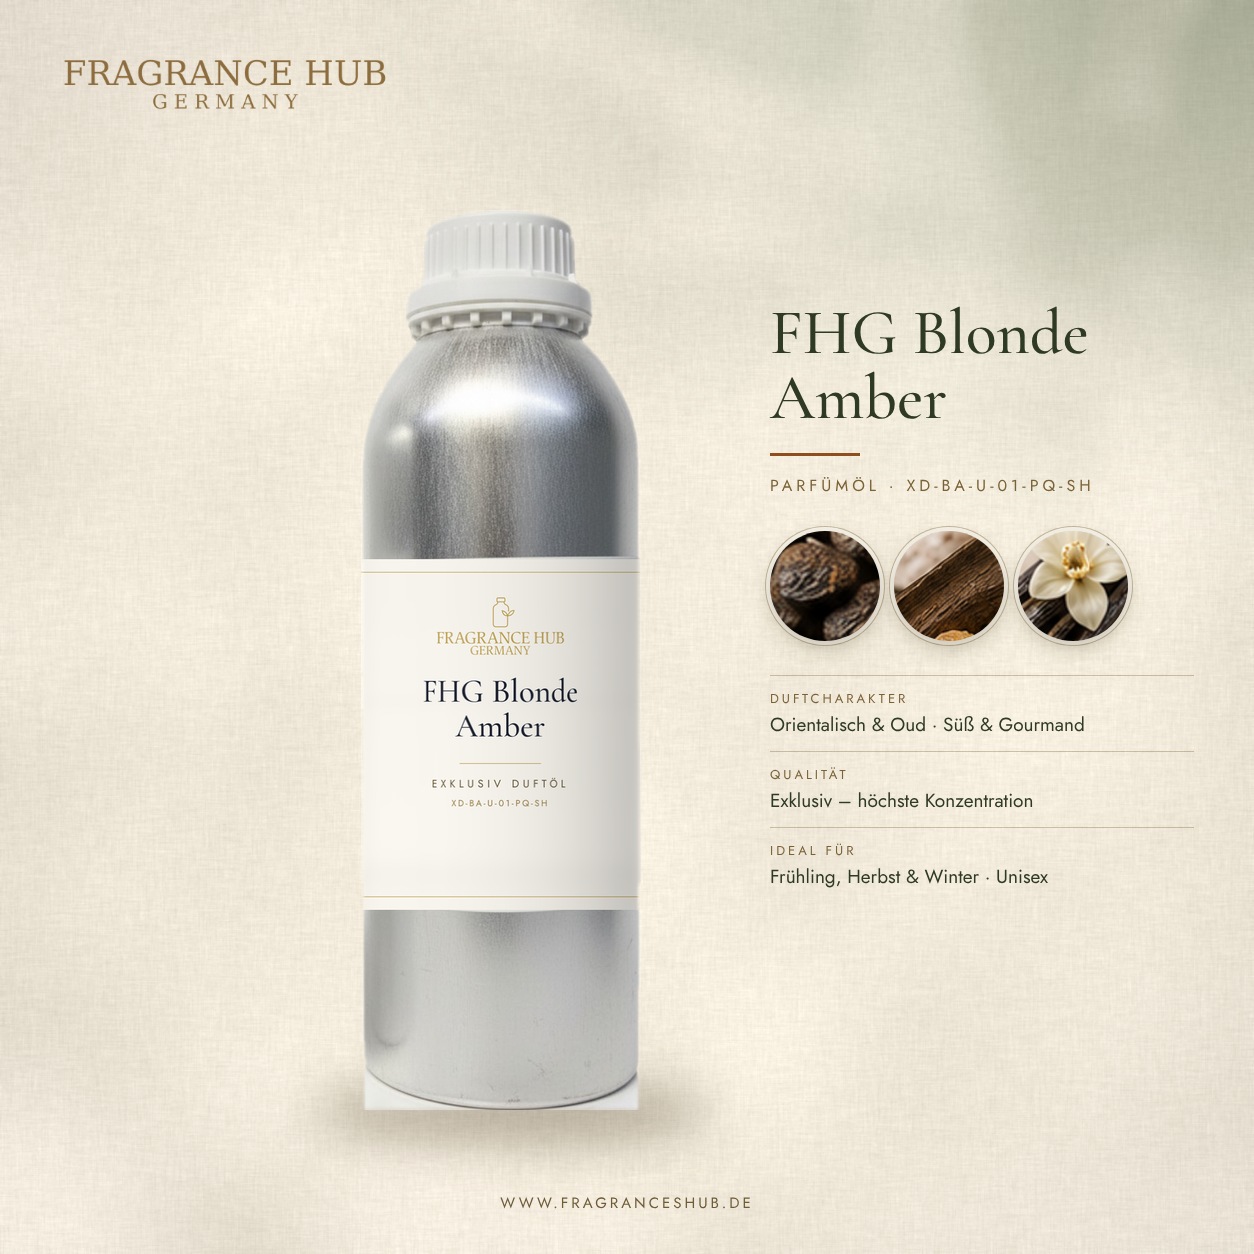 FRAGRANCE HUB
GERMANY
FHG Blonde
Amber
PARFÜMÖL · XD-BA-U-01-PQ-SH
DUFTCHARAKTER
Orientalisch & Oud · Süß & Gourmand
QUALITÄT
Exklusiv – höchste Konzentration
IDEAL FÜR
Frühling, Herbst & Winter · Unisex
FRAGRANCE HUB
GERMANY
FHG Blonde
Amber
EXKLUSIV DUFTÖL
XD-BA-U-01-PQ-SH
WWW.FRAGRANCESHUB.DE